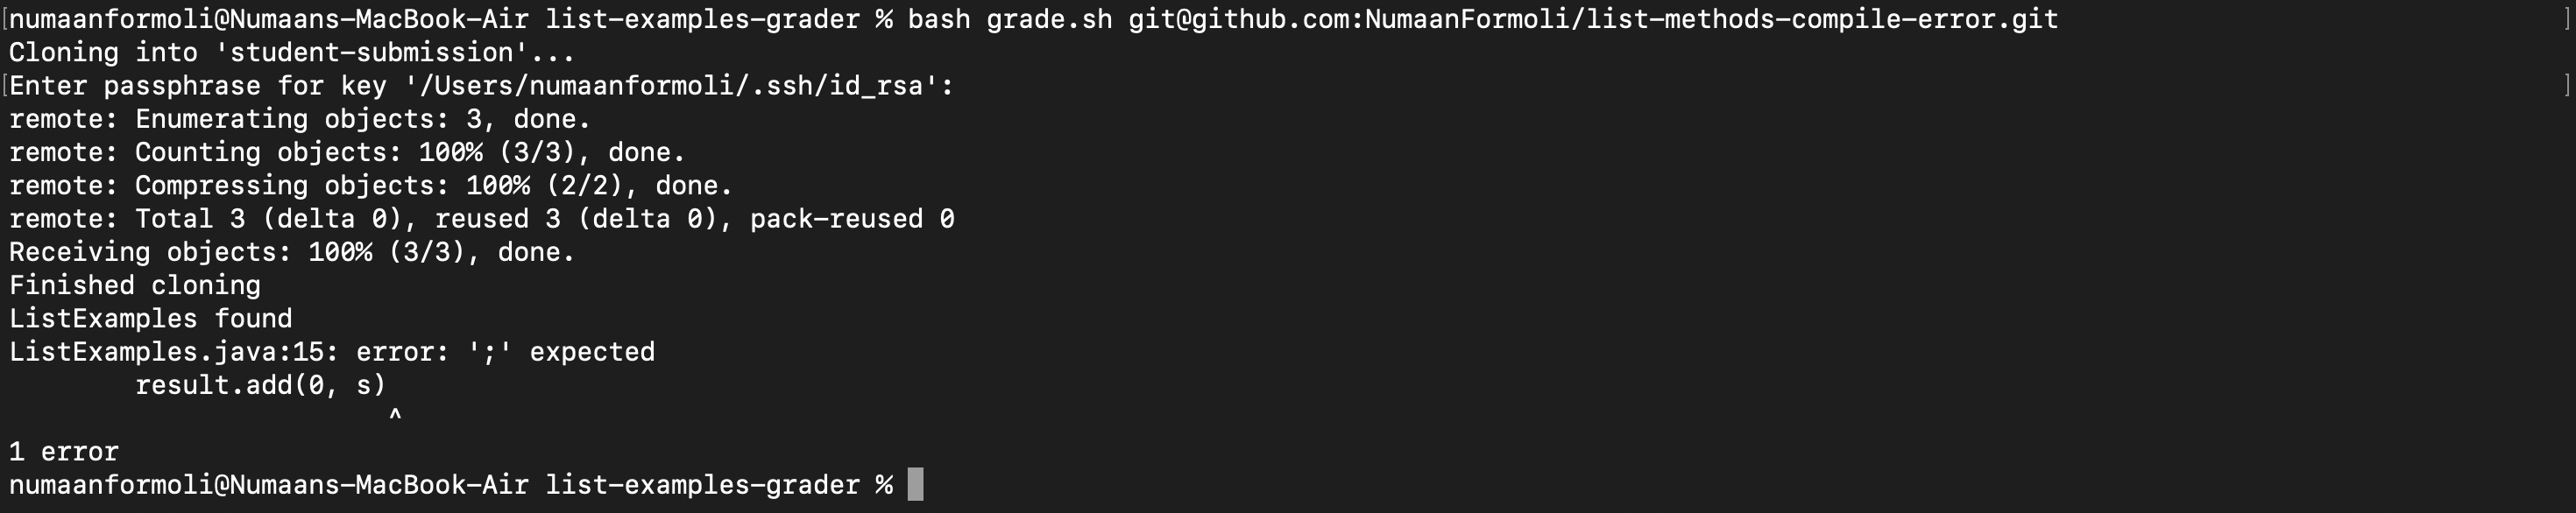 [numaanformoli@Numaans-MacBook-Air list-examples-grader % bash grade.sh git@github.com:NumaanFormoli/list-methods-compile-error.git ]
Cloning into 'student-submission'...
[Enter passphrase for key '/Users/numaanformoli/.ssh/id_rsa': ]
remote: Enumerating objects: 3, done.
remote: Counting objects: 100% (3/3), done.
remote: Compressing objects: 100% (2/2), done.
remote: Total 3 (delta 0), reused 3 (delta 0), pack-reused 0
Receiving objects: 100% (3/3), done.
Finished cloning
ListExamples found
ListExamples.java:15: error: ';' expected
        result.add(0, s)
                        ^
1 error
numaanformoli@Numaans-MacBook-Air list-examples-grader %